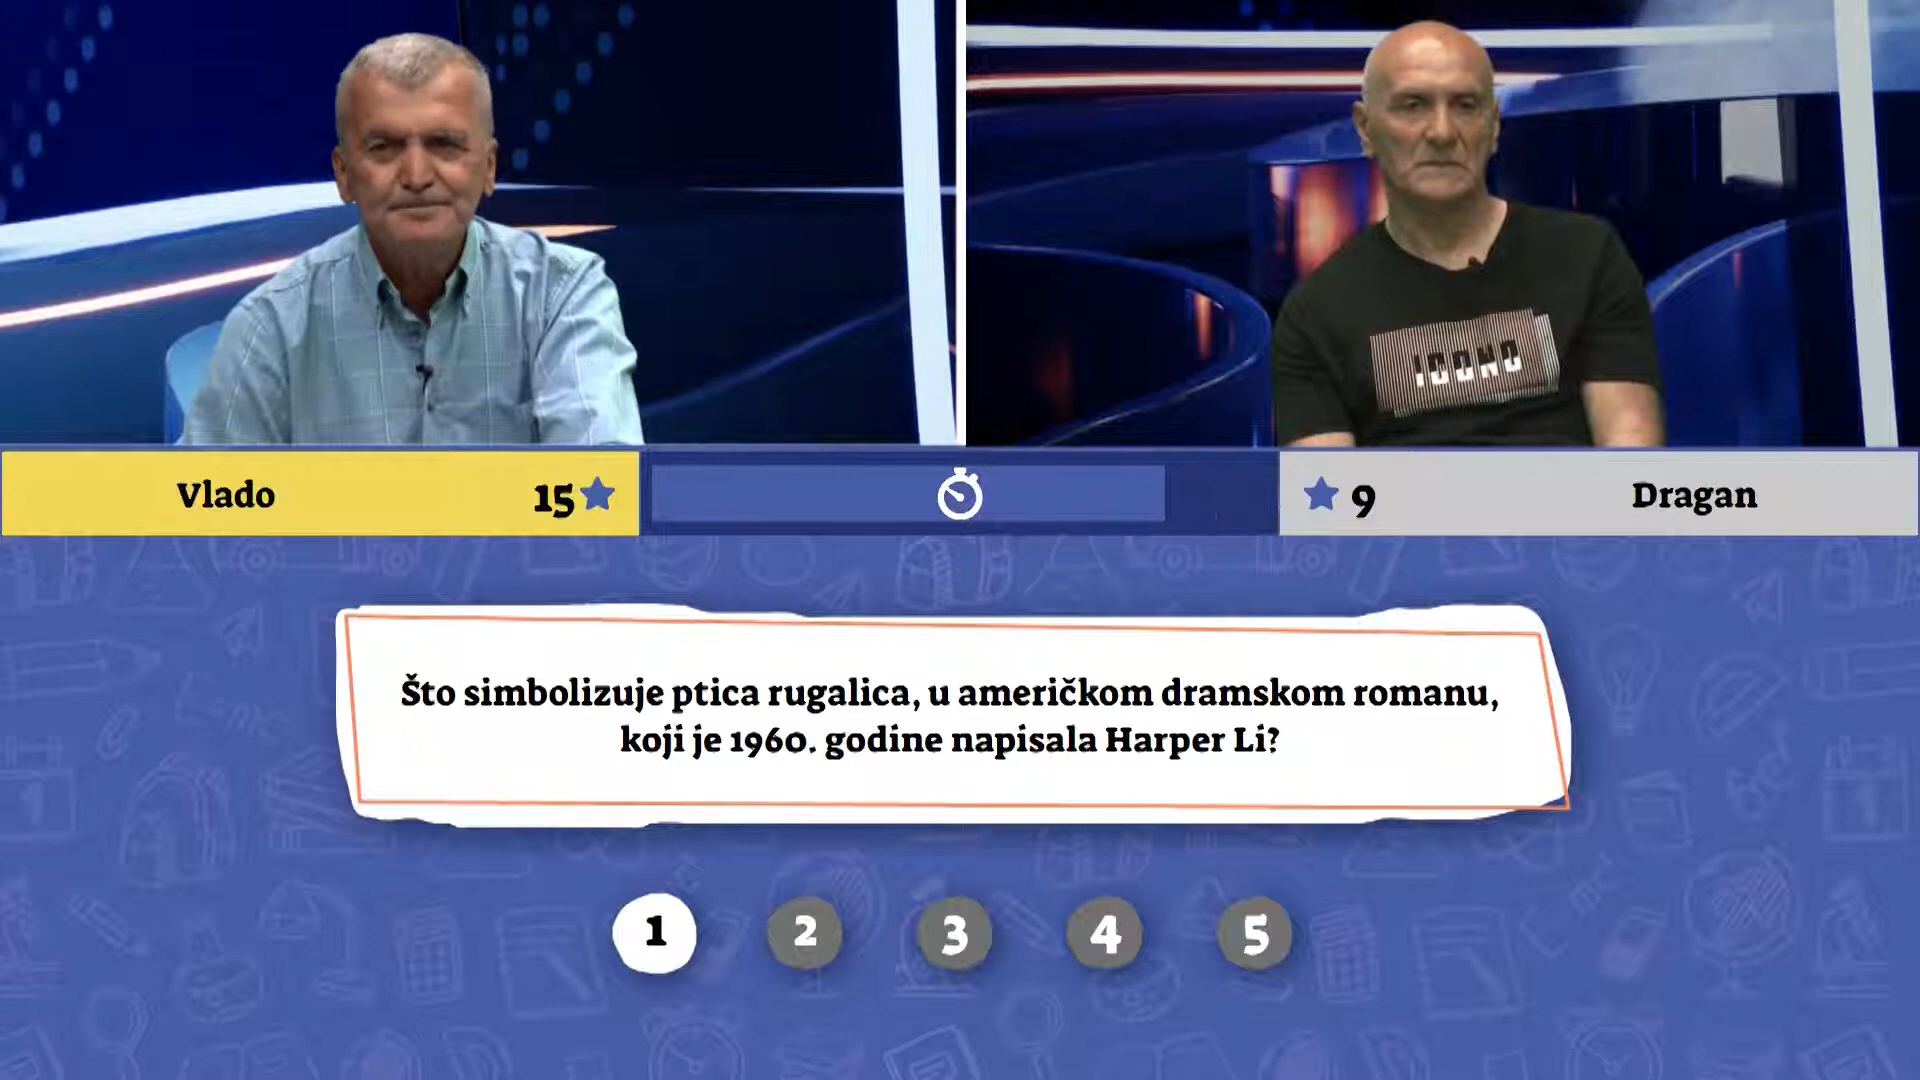 ICONO
Vlado
15
9
Dragan
Što simbolizuje ptica rugalica, u američkom dramskom romanu,
koji je 1960. godine napisala Harper Li?
1
2
3
4
5